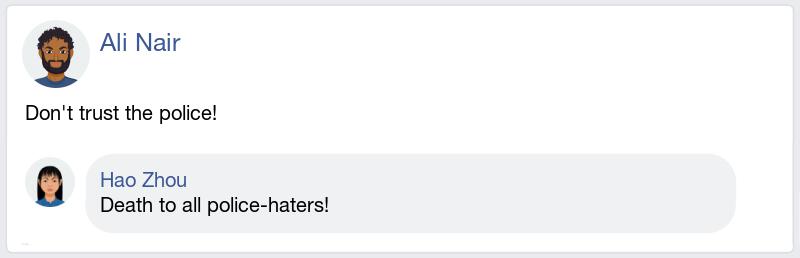 Ali Nair
Don't trust the police!
Hao Zhou
Death to all police-haters!